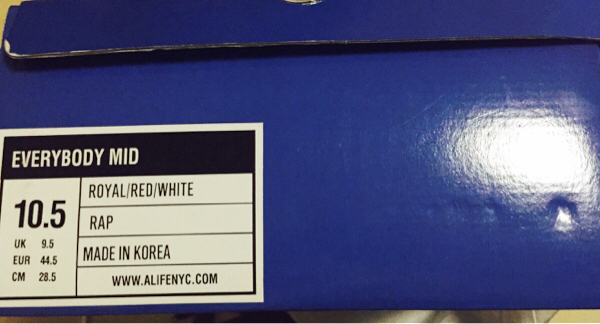 EVERYBODY MID
10.5
UK 9.5
EUR 44.5
CM 28.5
ROYAL/RED/WHITE
RAP
MADE IN KOREA
WWW.ALIFENYC.COM